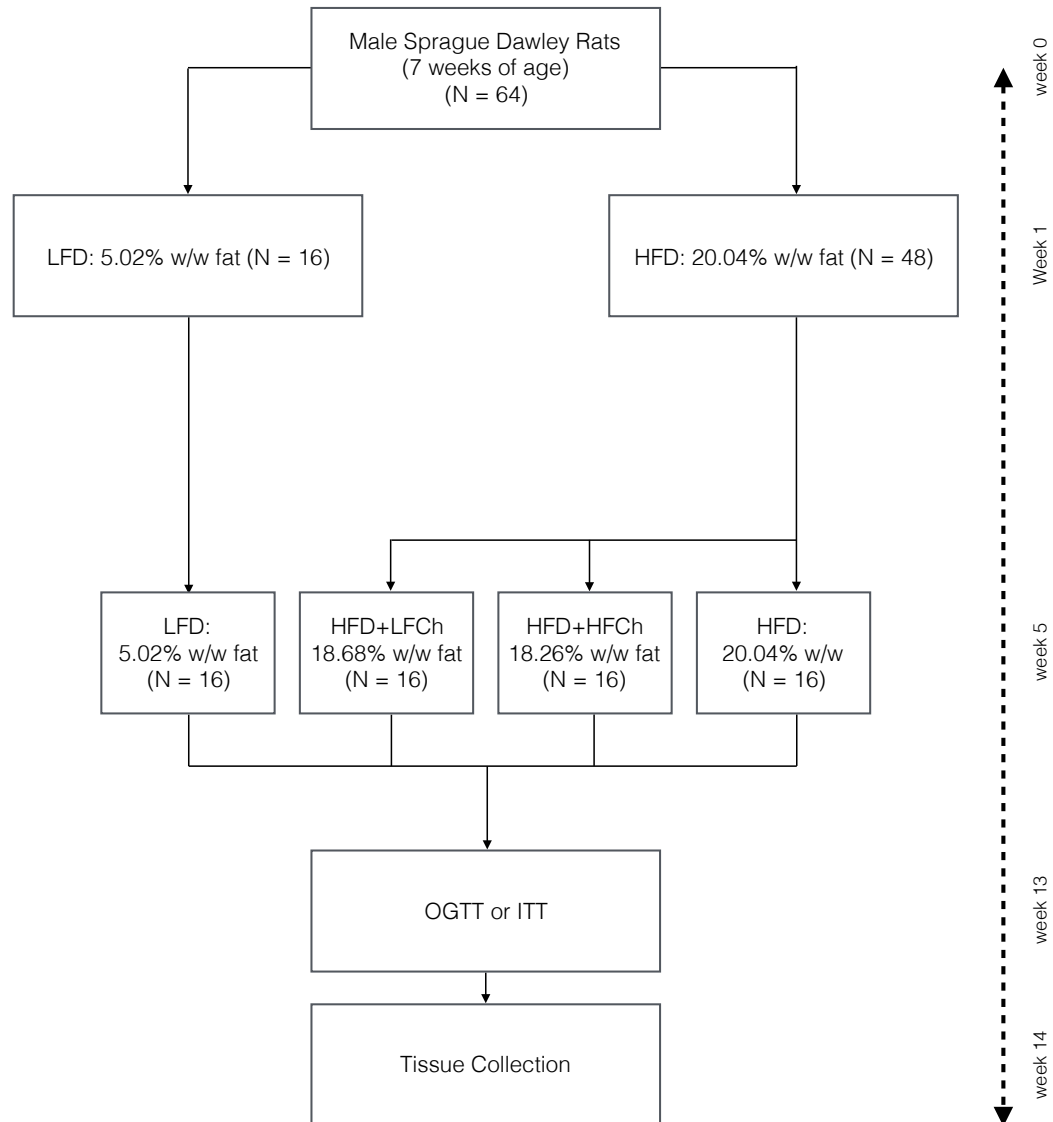 Male Sprague Dawley Rats
(7 weeks of age)
(N = 64)
week 0
LFD: 5.02% w/w fat (N = 16)
HFD: 20.04% w/w fat (N = 48)
Week 1
LFD:
5.02% w/w fat
(N = 16)
HFD+LFCh
18.68% w/w fat
(N = 16)
HFD+HFCh
18.26% w/w fat
(N = 16)
HFD:
20.04% w/w
(N = 16)
week 5
OGTT or ITT
week 13
Tissue Collection
week 14